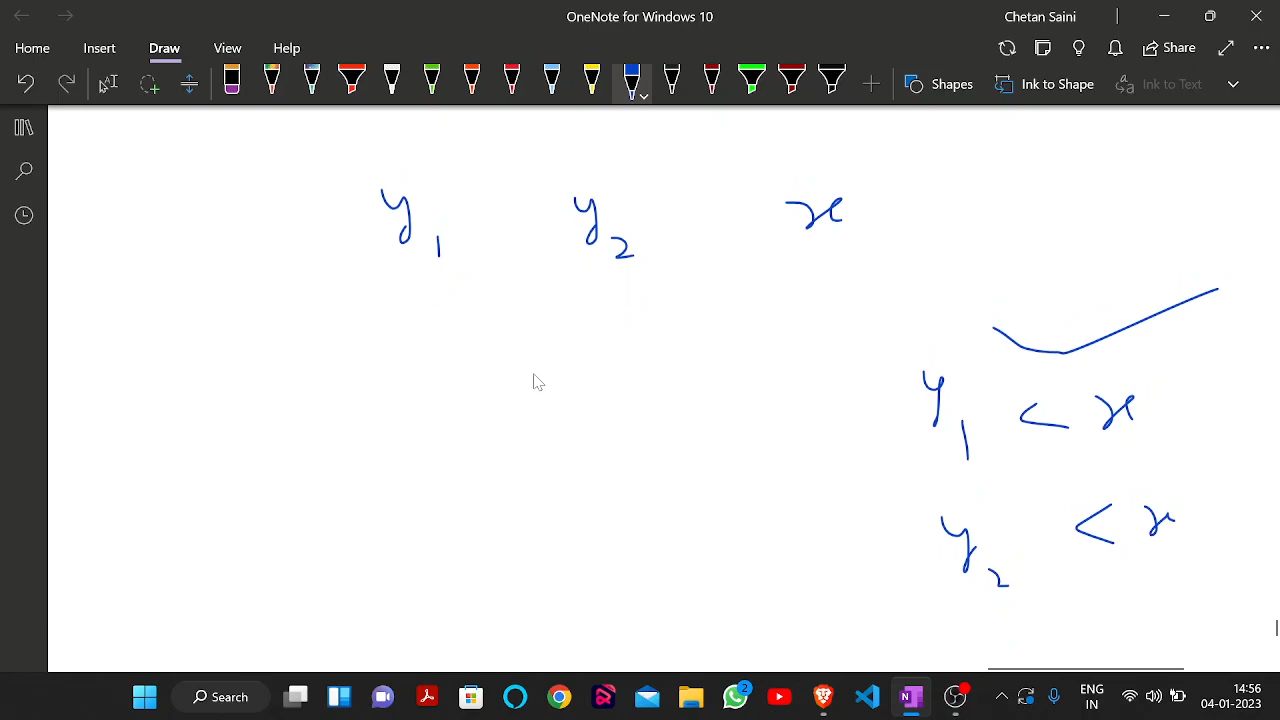 OneNote for Windows 10
Chetan Saini
Home Insert Draw View Help
Share
Shapes
Ink to Shape
Ink to Text
y₁ y₂ x
y₁ < x
y₂ < x
Search
2
ENG
IN
14:56
04-01-2023